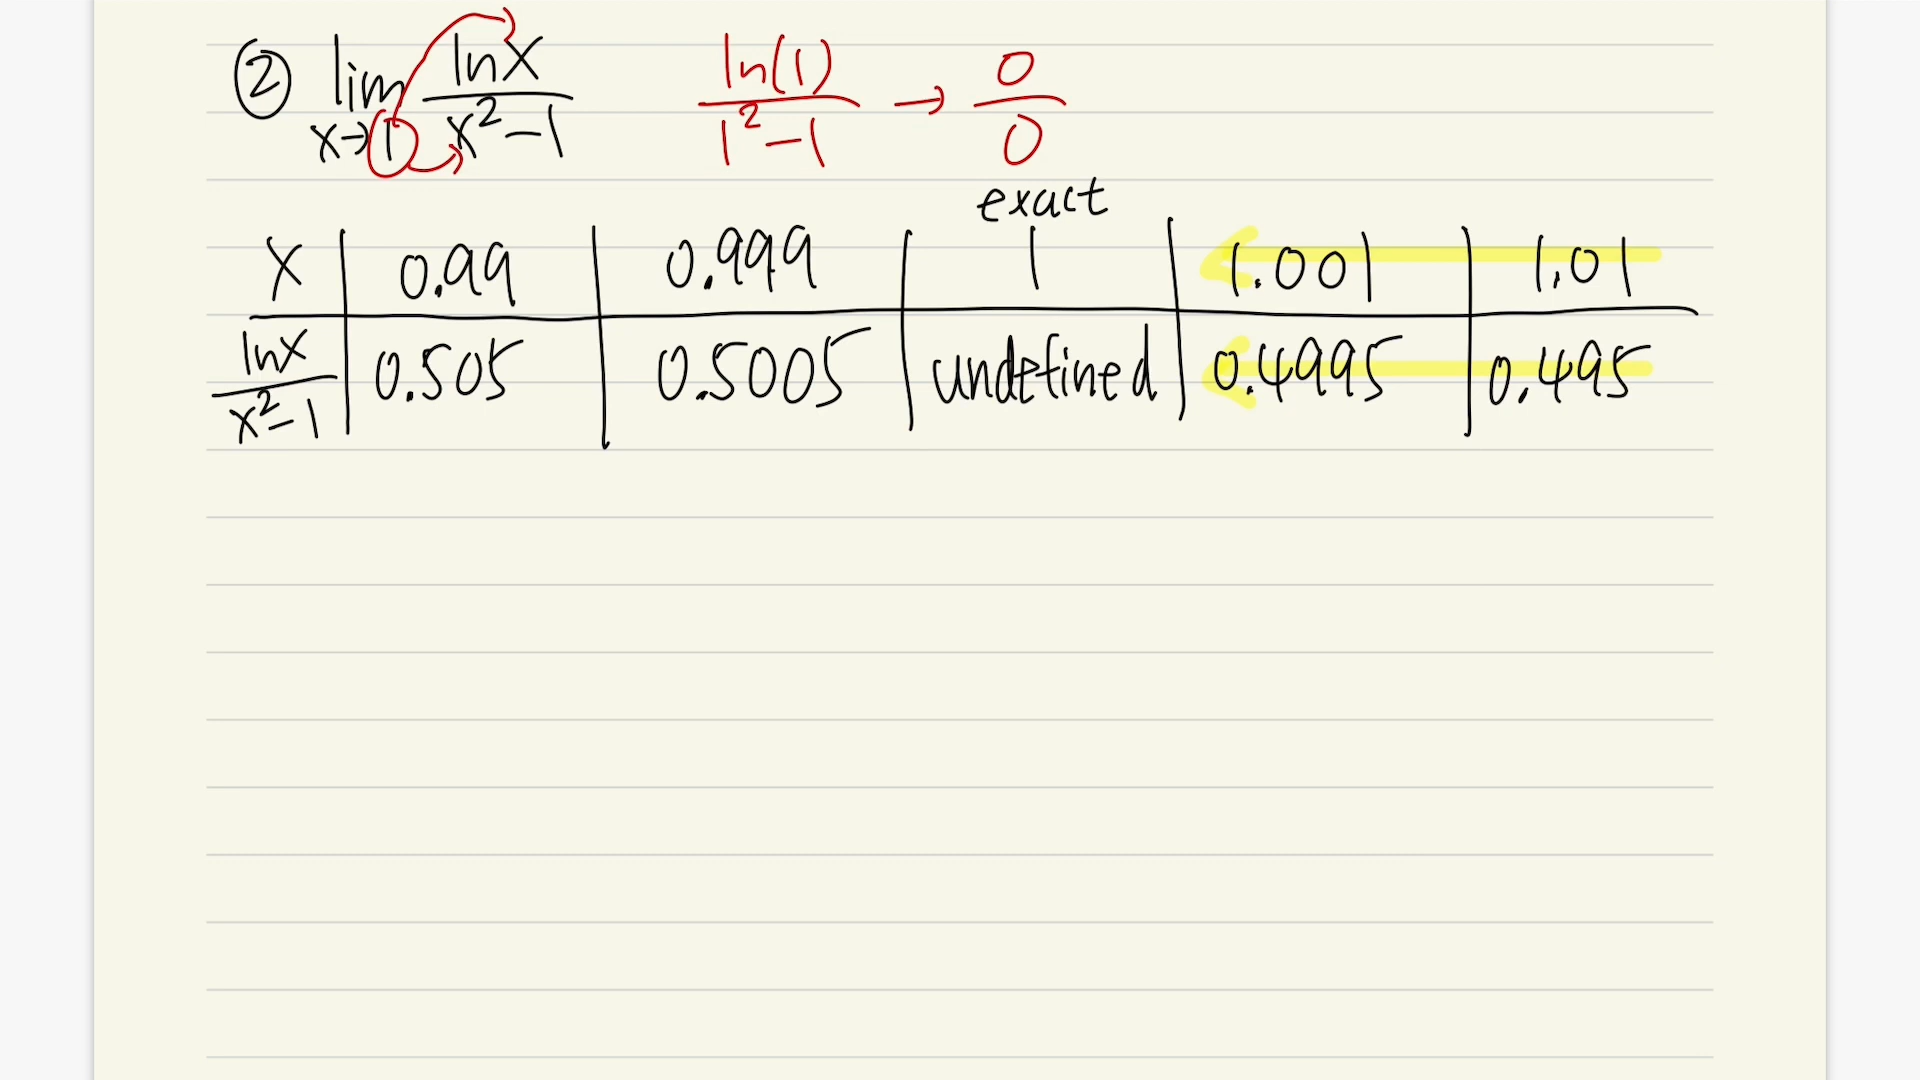 ② lim x→1 lnx/x²-1 ln(1)/1²-1 → 0/0
exact
x | 0.99 | 0.999 | 1 | 1.001 | 1.01
lnx/x²-1 | 0.505 | 0.5005 | undefined | 0.4995 | 0.495